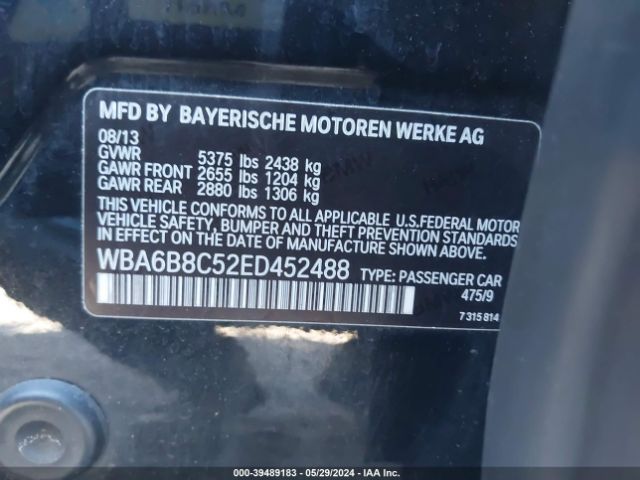 MFD BY BAYERISCHE MOTOREN WERKE AG
08/13
GVWR 5375 lbs 2438 kg
GAWR FRONT 2655 lbs 1204 kg
GAWR REAR 2880 lbs 1306 kg
THIS VEHICLE CONFORMS TO ALL APPLICABLE U.S.FEDERAL MOTOR
VEHICLE SAFETY, BUMPER AND THEFT PREVENTION STANDARDS
IN EFFECT ON THE DATE OF MANUFACTURE SHOWN ABOVE.
WBA6B8C52ED452488 TYPE: PASSENGER CAR
475/9
7 315 814
000-39489183 - 05/29/2024 - IAA Inc.